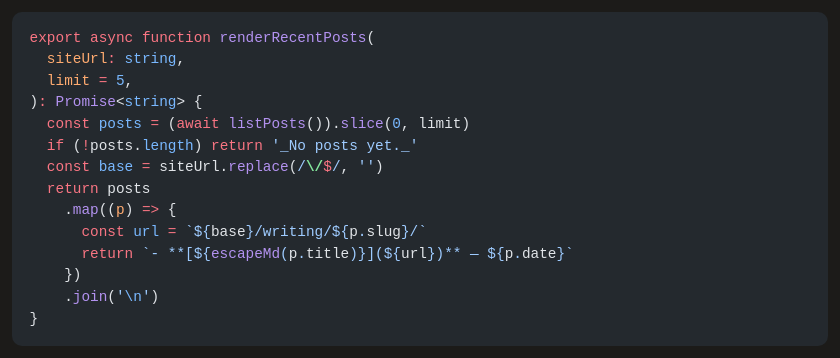 export async function renderRecentPosts(
  siteUrl: string,
  limit = 5,
): Promise<string> {
  const posts = (await listPosts()).slice(0, limit)
  if (!posts.length) return '_No posts yet._'
  const base = siteUrl.replace(/\/$/, '')
  return posts
    .map((p) => {
      const url = `${base}/writing/${p.slug}/`
      return `- **[${escapeMd(p.title)}](${url})** — ${p.date}`
    })
    .join('\n')
}